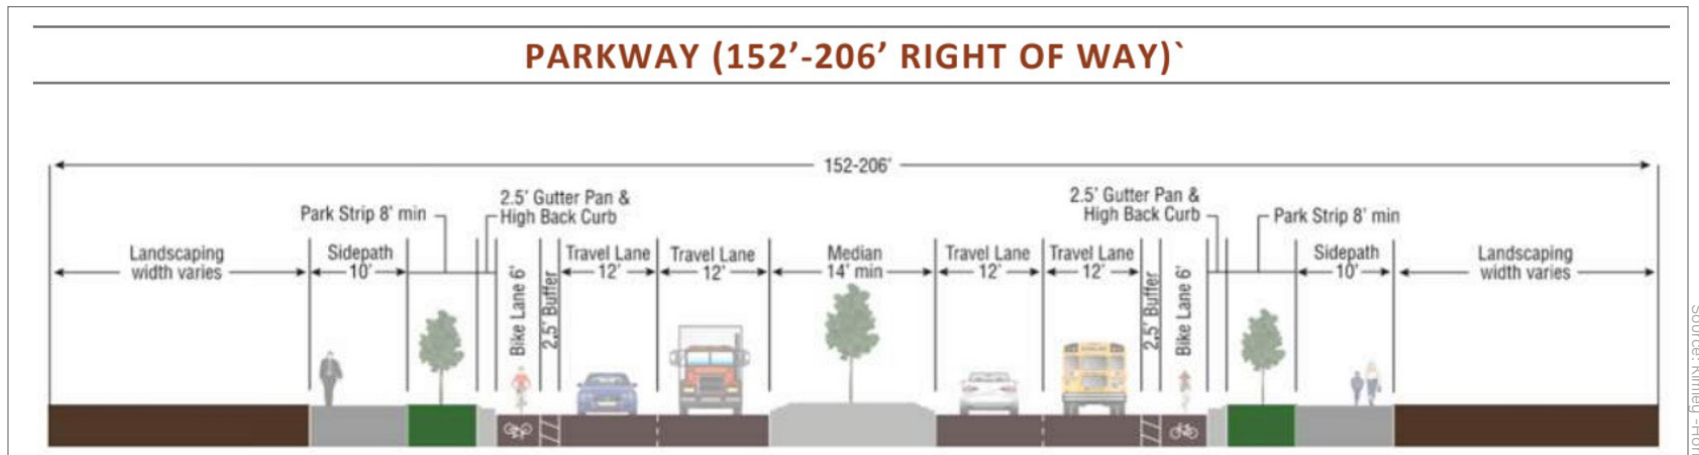 PARKWAY (152’-206’ RIGHT OF WAY)`
152-206’
2.5’ Gutter Pan &
High Back Curb
Park Strip 8’ min
2.5’ Gutter Pan &
High Back Curb
Park Strip 8’ min
Landscaping
width varies
Sidepath
10’
Bike Lane 6’
2.5’ Buffer
Travel Lane
12’
Travel Lane
12’
Median
14’ min
Travel Lane
12’
Travel Lane
12’
2.5’ Buffer
Bike Lane 6’
Sidepath
10’
Landscaping
width varies
Source: Kimley-Horn